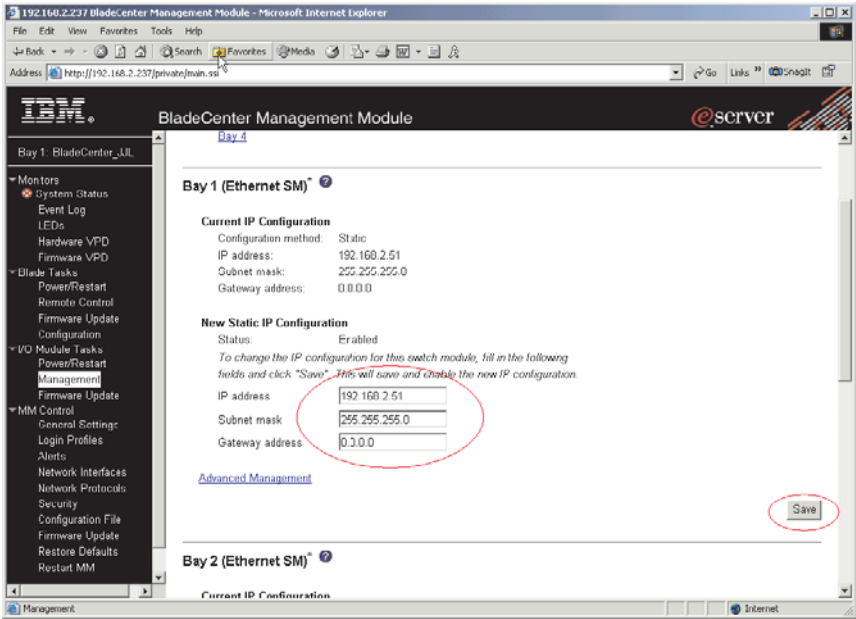 192.168.2.237 BladeCenter Management Module - Microsoft Internet Explorer
File Edit View Favorites Tools Help
Back Search Favorites Media
Address http://192.168.2.237/private/main.ssi Go Links » SnagIt
IBM.
BladeCenter Management Module
eserver
Bay 1: BladeCenter_JJL
Monitors
System Status
Event Log
LEDs
Hardware VPD
Firmware VPD
Blade Tasks
Power/Restart
Remote Control
Firmware Update
Configuration
I/O Module Tasks
Power/Restart
Management
Firmware Update
MM Control
General Settings
Login Profiles
Alerts
Network Interfaces
Network Protocols
Security
Configuration File
Firmware Update
Restore Defaults
Restart MM
Bay 4
Bay 1 (Ethernet SM)*
Current IP Configuration
Configuration method: Static
IP address: 192.168.2.51
Subnet mask: 255.255.255.0
Gateway address: 0.0.0.0
New Static IP Configuration
Status: Enabled
To change the IP configuration for this switch module, fill in the following
fields and click "Save". This will save and enable the new IP configuration.
IP address 192.168.2.51
Subnet mask 255.255.255.0
Gateway address 0.0.0.0
Advanced Management
Save
Bay 2 (Ethernet SM)*
Current IP Configuration
Management Internet